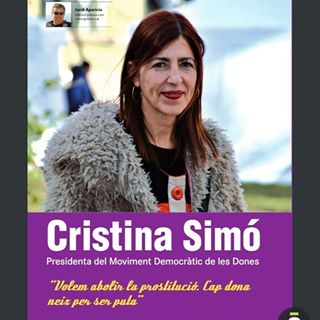 Jordi Aparicio
Cristina Simó
Presidenta del Moviment Democràtic de les Dones
"Volem abolir la prostitució. Cap dona
neix per ser puta"